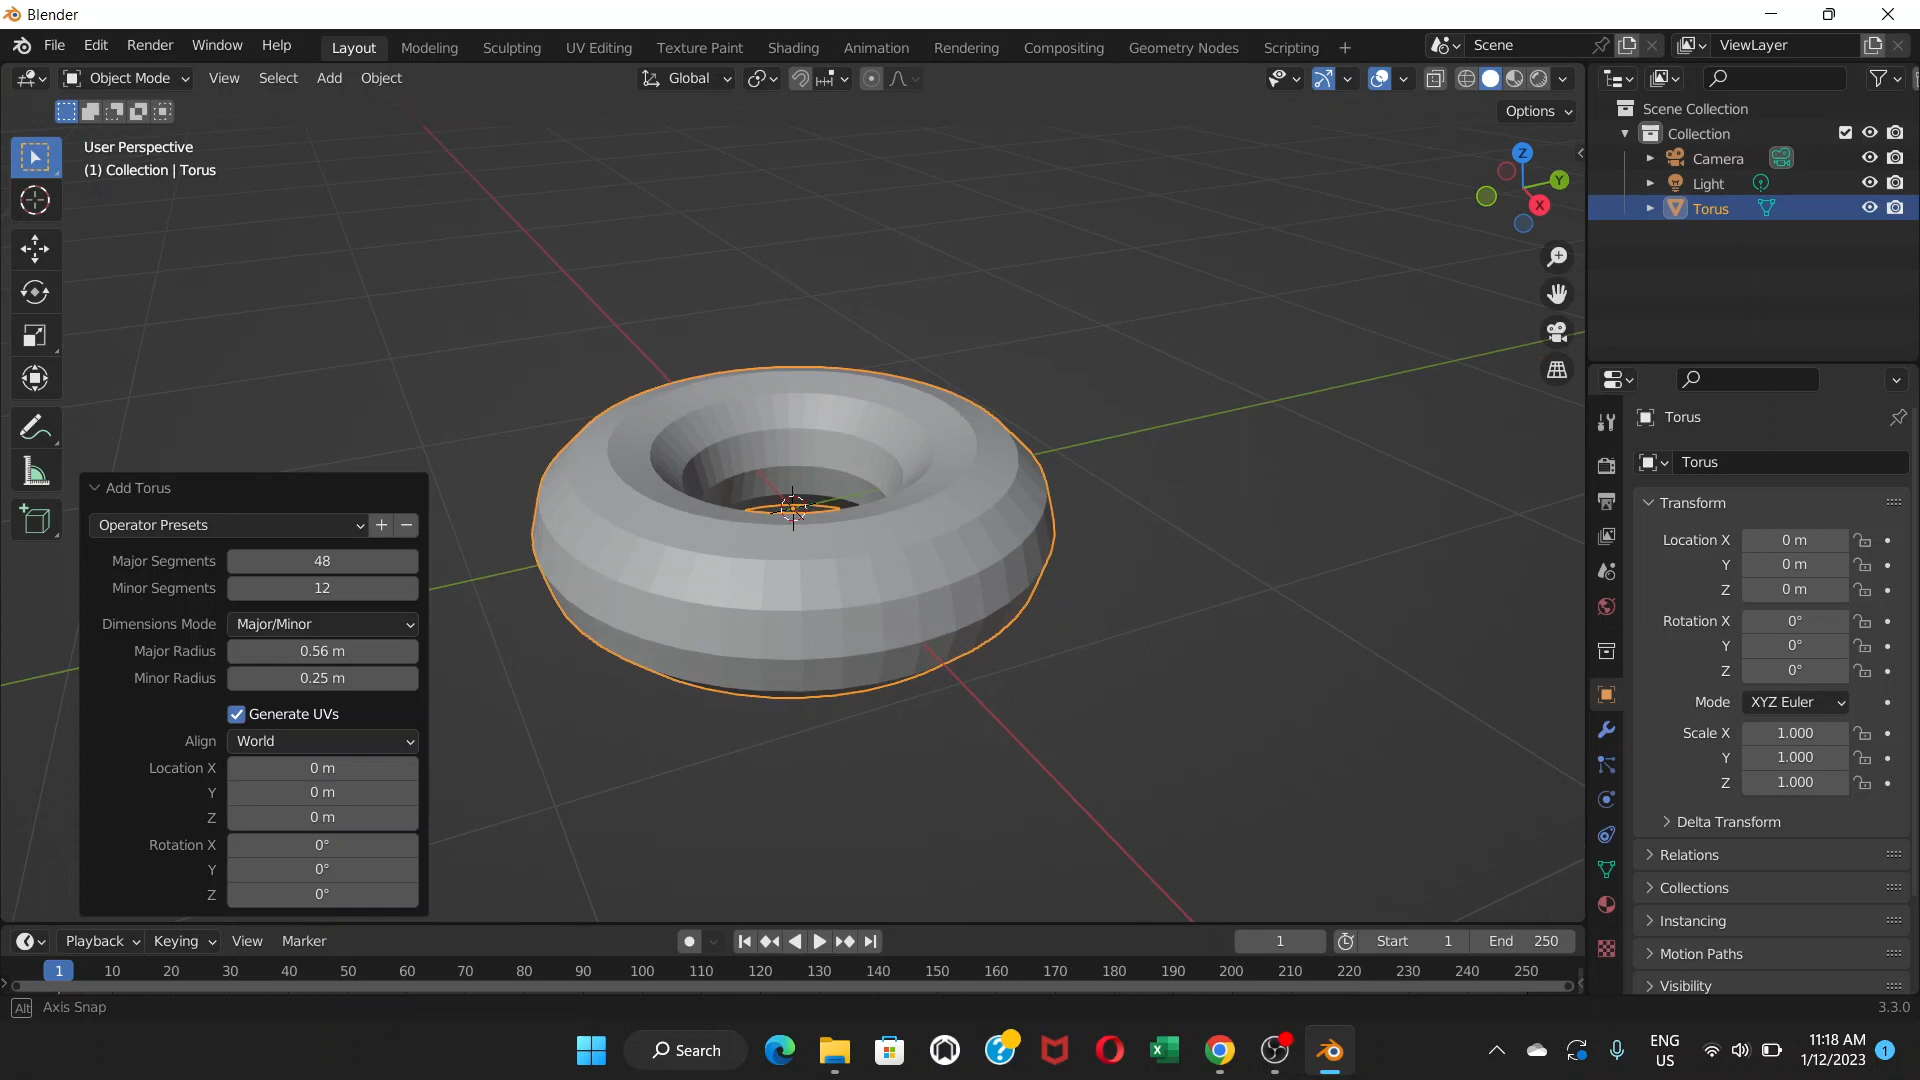 Blender
File Edit Render Window Help Layout Modeling Sculpting UV Editing Texture Paint Shading Animation Rendering Compositing Geometry Nodes Scripting + Scene ViewLayer
Object Mode View Select Add Object Global
Options
User Perspective
(1) Collection | Torus
Z
Y
X
Scene Collection
Collection
Camera
Light
Torus
Add Torus
Operator Presets + −
Major Segments 48
Minor Segments 12
Dimensions Mode Major/Minor
Major Radius 0.56 m
Minor Radius 0.25 m
Generate UVs
Align World
Location X 0 m
Y 0 m
Z 0 m
Rotation X 0°
Y 0°
Z 0°
Torus
Torus
Transform
Location X 0 m
Y 0 m
Z 0 m
Rotation X 0°
Y 0°
Z 0°
Mode XYZ Euler
Scale X 1.000
Y 1.000
Z 1.000
Delta Transform
Relations
Collections
Instancing
Motion Paths
Visibility
Playback Keying View Marker 1 Start 1 End 250
1 10 20 30 40 50 60 70 80 90 100 110 120 130 140 150 160 170 180 190 200 210 220 230 240 250
Alt Axis Snap 3.3.0
Search
ENG
US
11:18 AM
1/12/2023
1